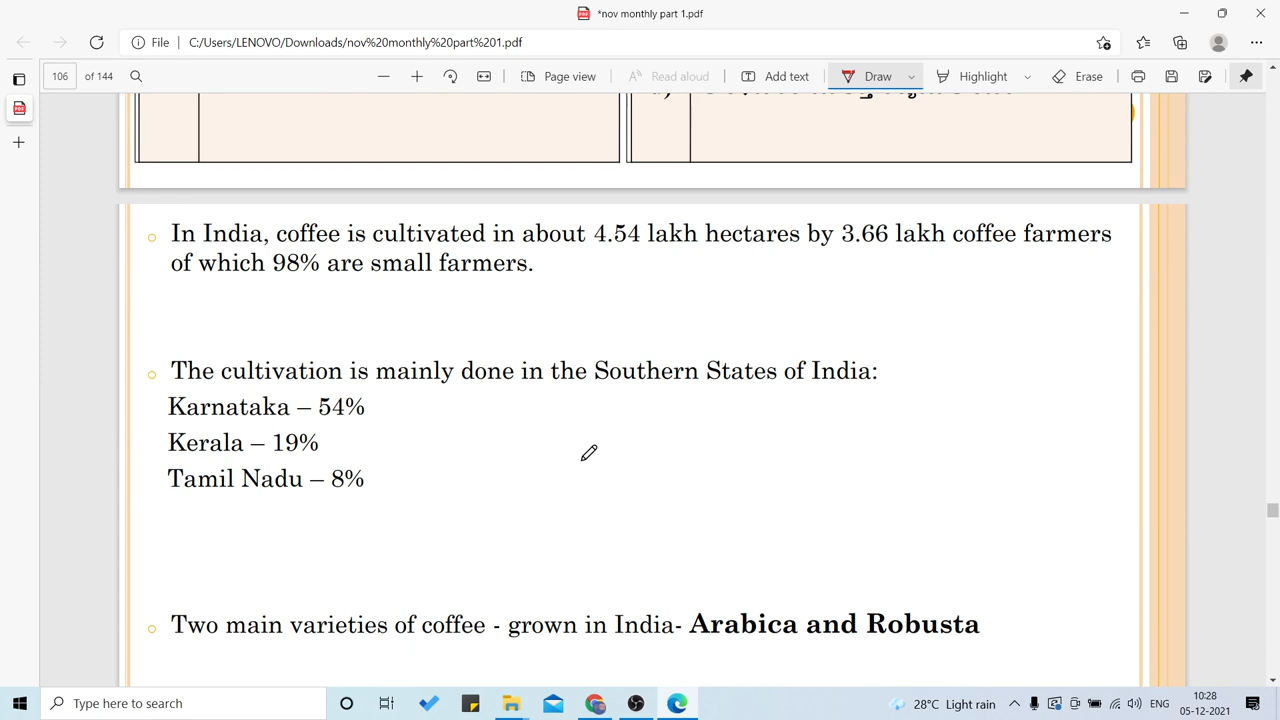 *nov monthly part 1.pdf
File | C:/Users/LENOVO/Downloads/nov%20monthly%20part%201.pdf
106 of 144 Page view Read aloud Add text Draw Highlight Erase
In India, coffee is cultivated in about 4.54 lakh hectares by 3.66 lakh coffee farmers
of which 98% are small farmers.
The cultivation is mainly done in the Southern States of India:
Karnataka – 54%
Kerala – 19%
Tamil Nadu – 8%
Two main varieties of coffee - grown in India- Arabica and Robusta
Type here to search 28°C Light rain ENG 10:28
05-12-2021